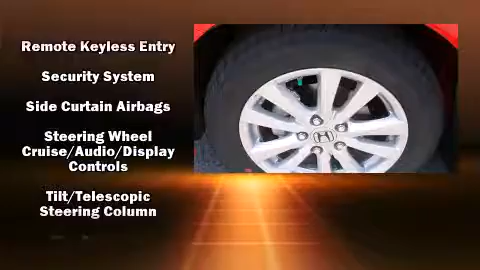 Remote Keyless Entry
Security System
Side Curtain Airbags
Steering Wheel
Cruise/Audio/Display
Controls
Tilt/Telescopic
Steering Column